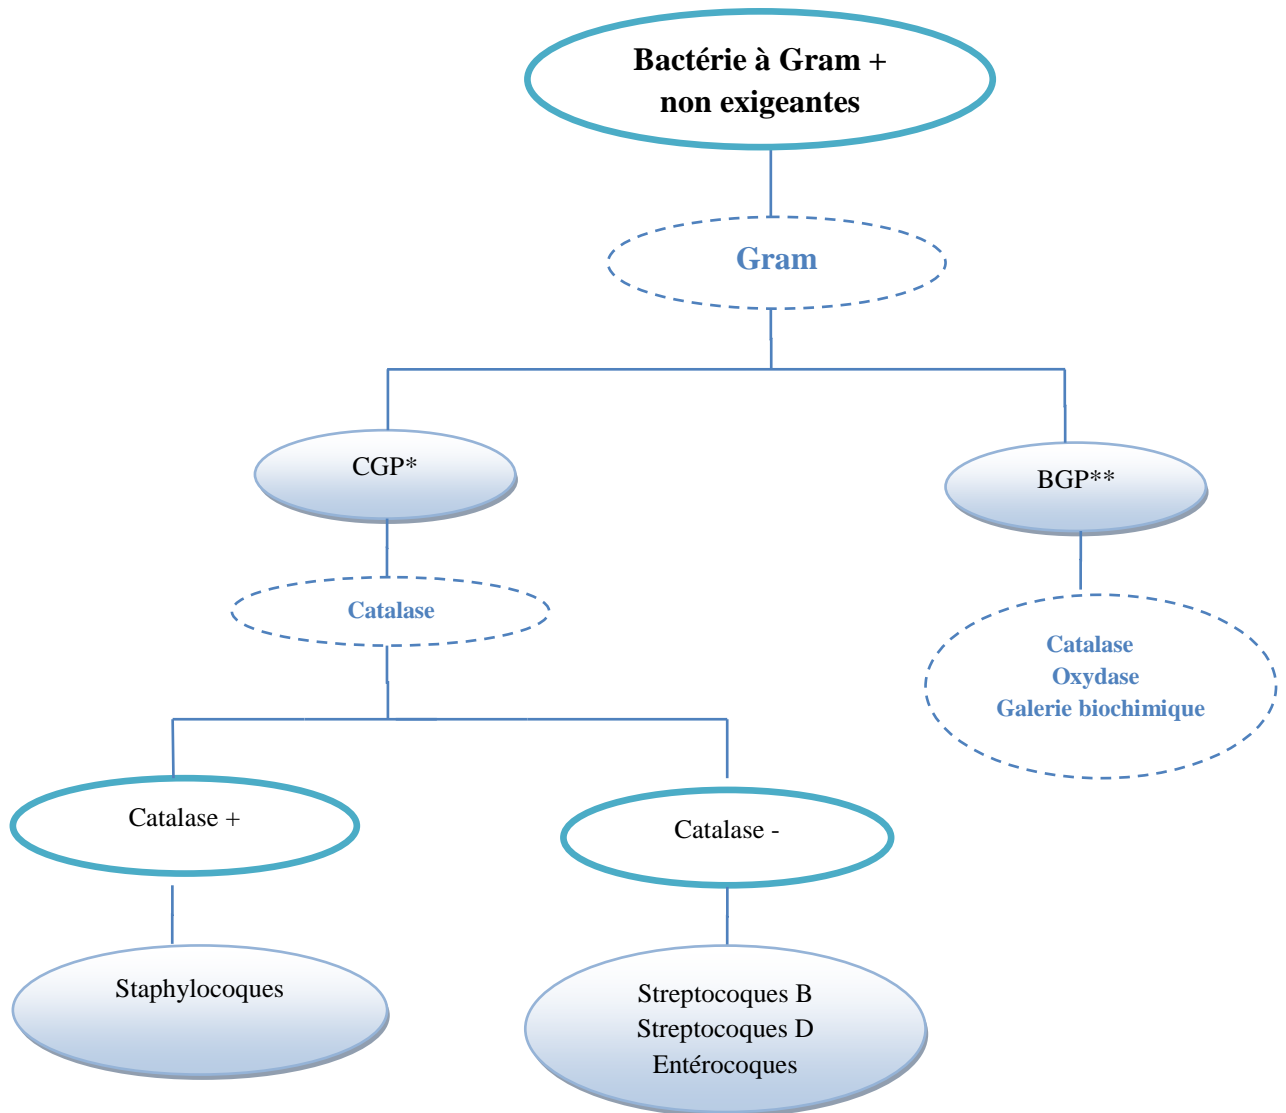 Bactérie à Gram +
non exigeantes
Gram
CGP*
BGP**
Catalase
Catalase
Oxydase
Galerie biochimique
Catalase +
Catalase -
Staphylocoques
Streptocoques B
Streptocoques D
Entérocoques